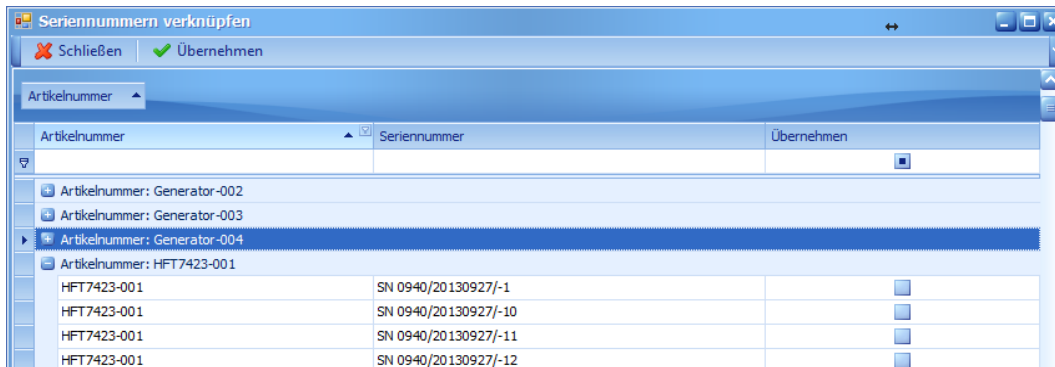 Seriennummern verknüpfen
Schließen Übernehmen
Artikelnummer
Artikelnummer Seriennummer Übernehmen
Artikelnummer: Generator-002
Artikelnummer: Generator-003
Artikelnummer: Generator-004
Artikelnummer: HFT7423-001
HFT7423-001 SN 0940/20130927/-1
HFT7423-001 SN 0940/20130927/-10
HFT7423-001 SN 0940/20130927/-11
HFT7423-001 SN 0940/20130927/-12